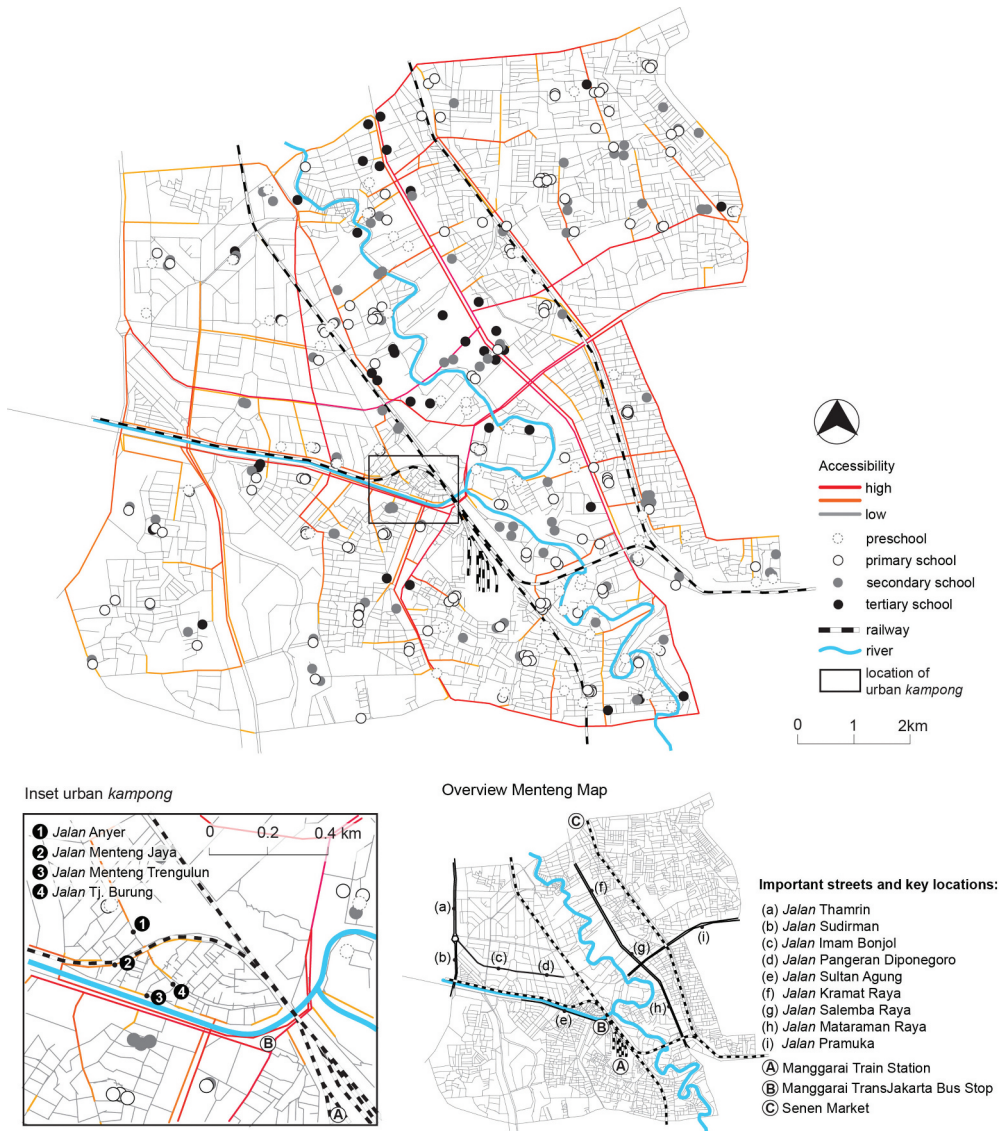 Accessibility
high
low
preschool
primary school
secondary school
tertiary school
railway
river
location of
urban kampong
0 1 2km
Inset urban kampong
1 Jalan Anyer
2 Jalan Menteng Jaya
3 Jalan Menteng Trengulun
4 Jalan Tj. Burung
0 0.2 0.4 km
1
2
4
3
B
A
Overview Menteng Map
C
(a)
(f)
(i)
(g)
(b)
(c)
(d)
(h)
(e)
B
A
Important streets and key locations:
(a) Jalan Thamrin
(b) Jalan Sudirman
(c) Jalan Imam Bonjol
(d) Jalan Pangeran Diponegoro
(e) Jalan Sultan Agung
(f) Jalan Kramat Raya
(g) Jalan Salemba Raya
(h) Jalan Mataraman Raya
(i) Jalan Pramuka
A Manggarai Train Station
B Manggarai TransJakarta Bus Stop
C Senen Market